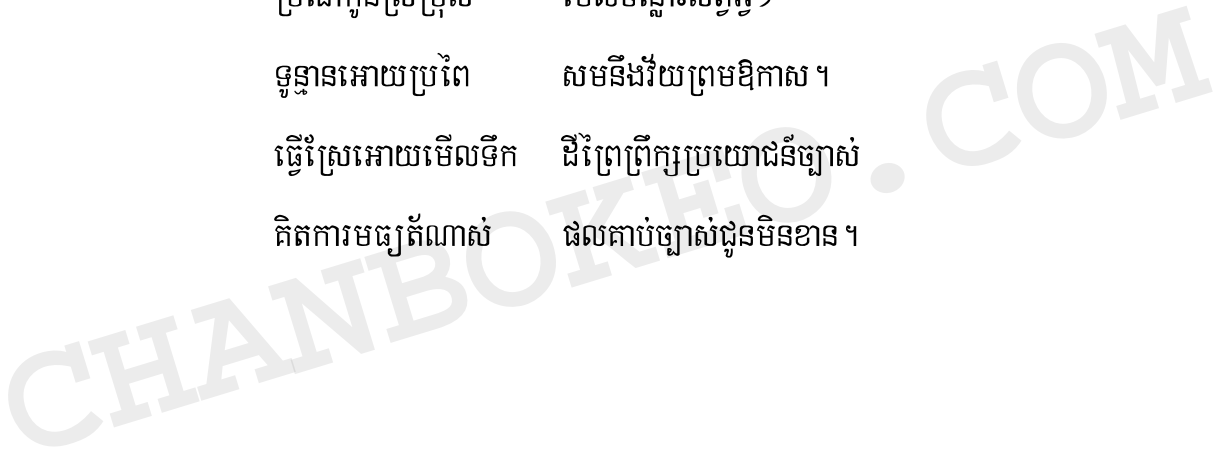 ទូន្មានអោយប្រពៃ សមនឹងវ័យព្រមឱកាស។
ធ្វើស្រែអោយមើលទឹក ដីព្រៃព្រឹក្សប្រយោជន៍ច្បាស់
គិតការមធ្យត័ណាស់ ផលគាប់ច្បាស់ជូនមិនខាន។
CHANBOKEO.COM